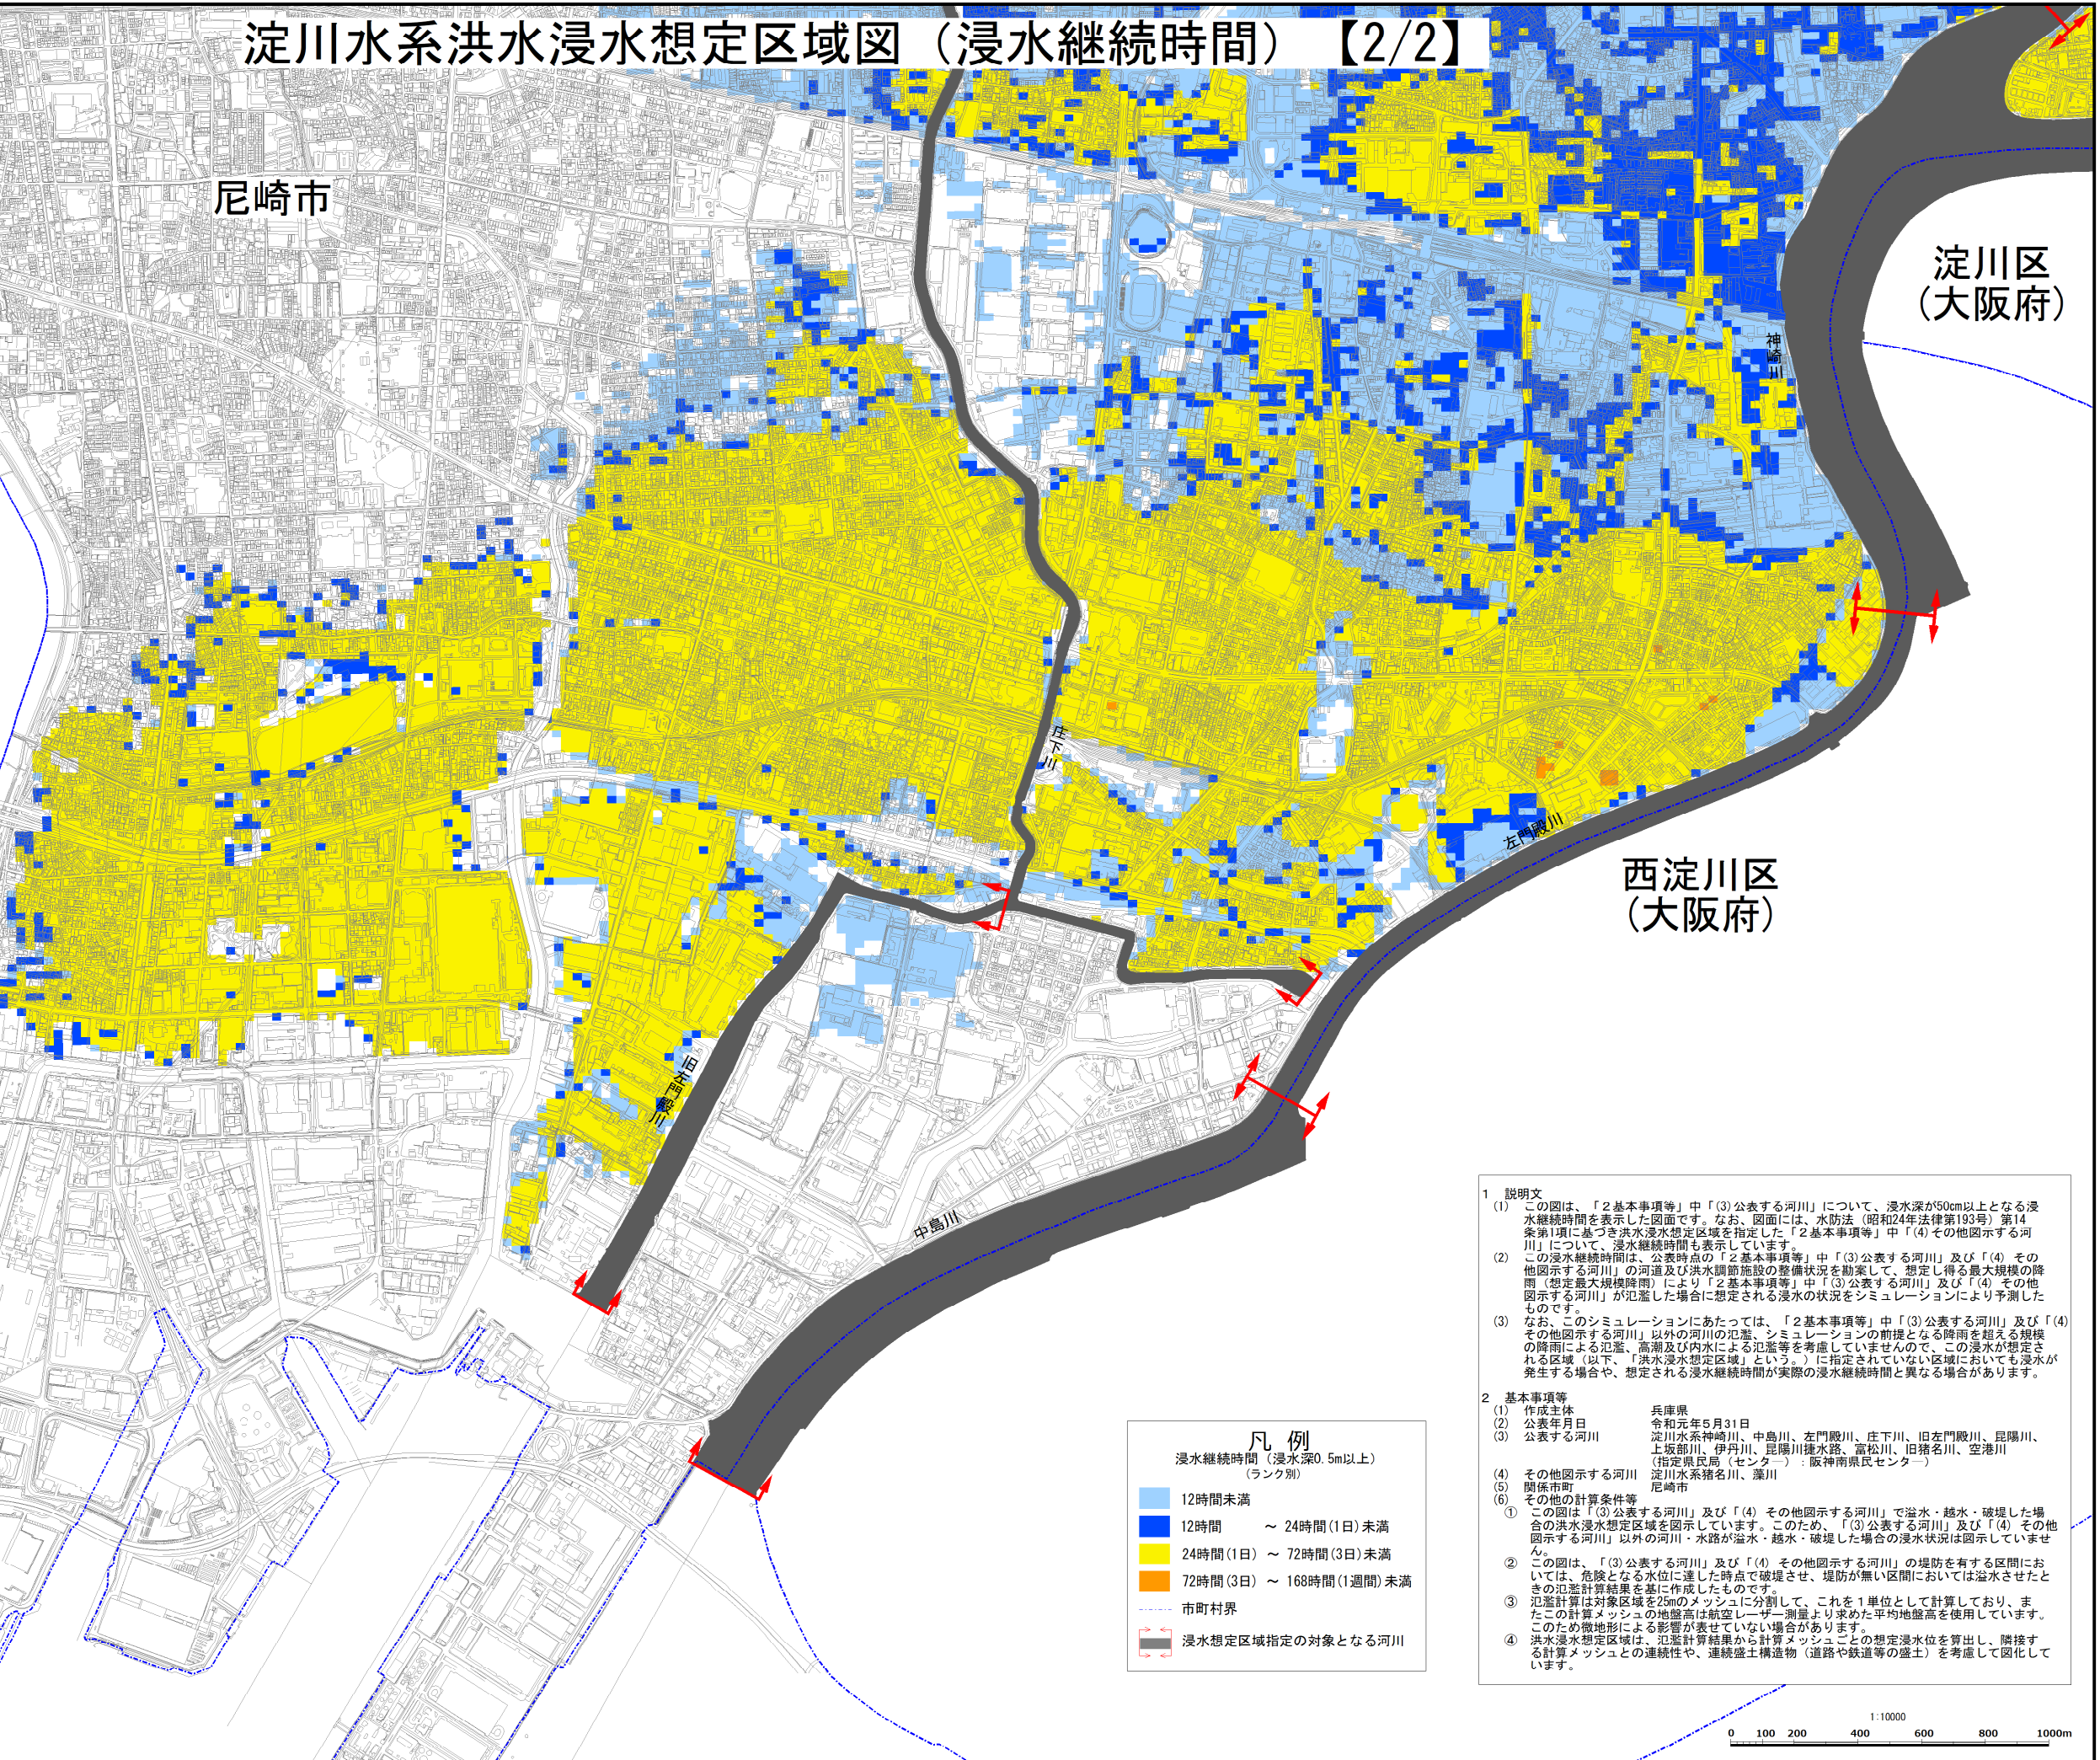 淀川水系洪水浸水想定区域図（浸水継続時間） 【2/2】
尼崎市
淀川区
（大阪府）
神崎川
庄下川
左門殿川
西淀川区
（大阪府）
旧左門殿川
中島川
1 説明文
(1) この図は、「２基本事項等」中「(3)公表する河川」について、浸水深が50cm以上となる浸
水継続時間を表示した図面です。なお、図面には、水防法（昭和24年法律第193号）第14
条第1項に基づき洪水浸水想定区域を指定した「２基本事項等」中「(4)その他図示する河
川」について、浸水継続時間も表示しています。
(2) この浸水継続時間は、公表時点の「２基本事項等」中「(3)公表する河川」及び「(4) その
他図示する河川」の河道及び洪水調節施設の整備状況を勘案して、想定し得る最大規模の降
雨（想定最大規模降雨）により「２基本事項等」中「(3)公表する河川」及び「(4) その他
図示する河川」が氾濫した場合に想定される浸水の状況をシミュレーションにより予測した
ものです。
(3) なお、このシミュレーションにあたっては、「２基本事項等」中「(3)公表する河川」及び「(4)
その他図示する河川」以外の河川の氾濫、シミュレーションの前提となる降雨を超える規模
の降雨による氾濫、高潮及び内水による氾濫等を考慮していませんので、この浸水が想定さ
れる区域（以下、「洪水浸水想定区域」という。）に指定されていない区域においても浸水が
発生する場合や、想定される浸水継続時間が実際の浸水継続時間と異なる場合があります。
2 基本事項等
(1) 作成主体 兵庫県
(2) 公表年月日 令和元年5月31日
(3) 公表する河川 淀川水系神崎川、中島川、左門殿川、庄下川、旧左門殿川、昆陽川、
上坂部川、伊丹川、昆陽川捷水路、富松川、旧猪名川、空港川
（指定県民局（センター）：阪神南県民センター）
(4) その他図示する河川 淀川水系猪名川、藻川
(5) 関係市町 尼崎市
(6) その他の計算条件等
① この図は「(3)公表する河川」及び「(4) その他図示する河川」で溢水・越水・破堤した場
合の洪水浸水想定区域を図示しています。このため、「(3)公表する河川」及び「(4) その他
図示する河川」以外の河川・水路が溢水・越水・破堤した場合の浸水状況は図示していませ
ん。
② この図は、「(3)公表する河川」及び「(4) その他図示する河川」の堤防を有する区間にお
いては、危険となる水位に達した時点で破堤させ、堤防が無い区間においては溢水させたと
きの氾濫計算結果を基に作成したものです。
③ 氾濫計算は対象区域を25mのメッシュに分割して、これを１単位として計算しており、ま
たこの計算メッシュの地盤高は航空レーザー測量より求めた平均地盤高を使用しています。
このため微地形による影響が表せていない場合があります。
④ 洪水浸水想定区域は、氾濫計算結果から計算メッシュごとの想定浸水位を算出し、隣接す
る計算メッシュとの連続性や、連続盛土構造物（道路や鉄道等の盛土）を考慮して図化して
います。
凡 例
浸水継続時間（浸水深0.5m以上）
（ランク別）
12時間未満
12時間 ～ 24時間(1日)未満
24時間(1日) ～ 72時間(3日)未満
72時間(3日) ～ 168時間(1週間)未満
市町村界
浸水想定区域指定の対象となる河川
1:10000
0 100 200 400 600 800 1000m